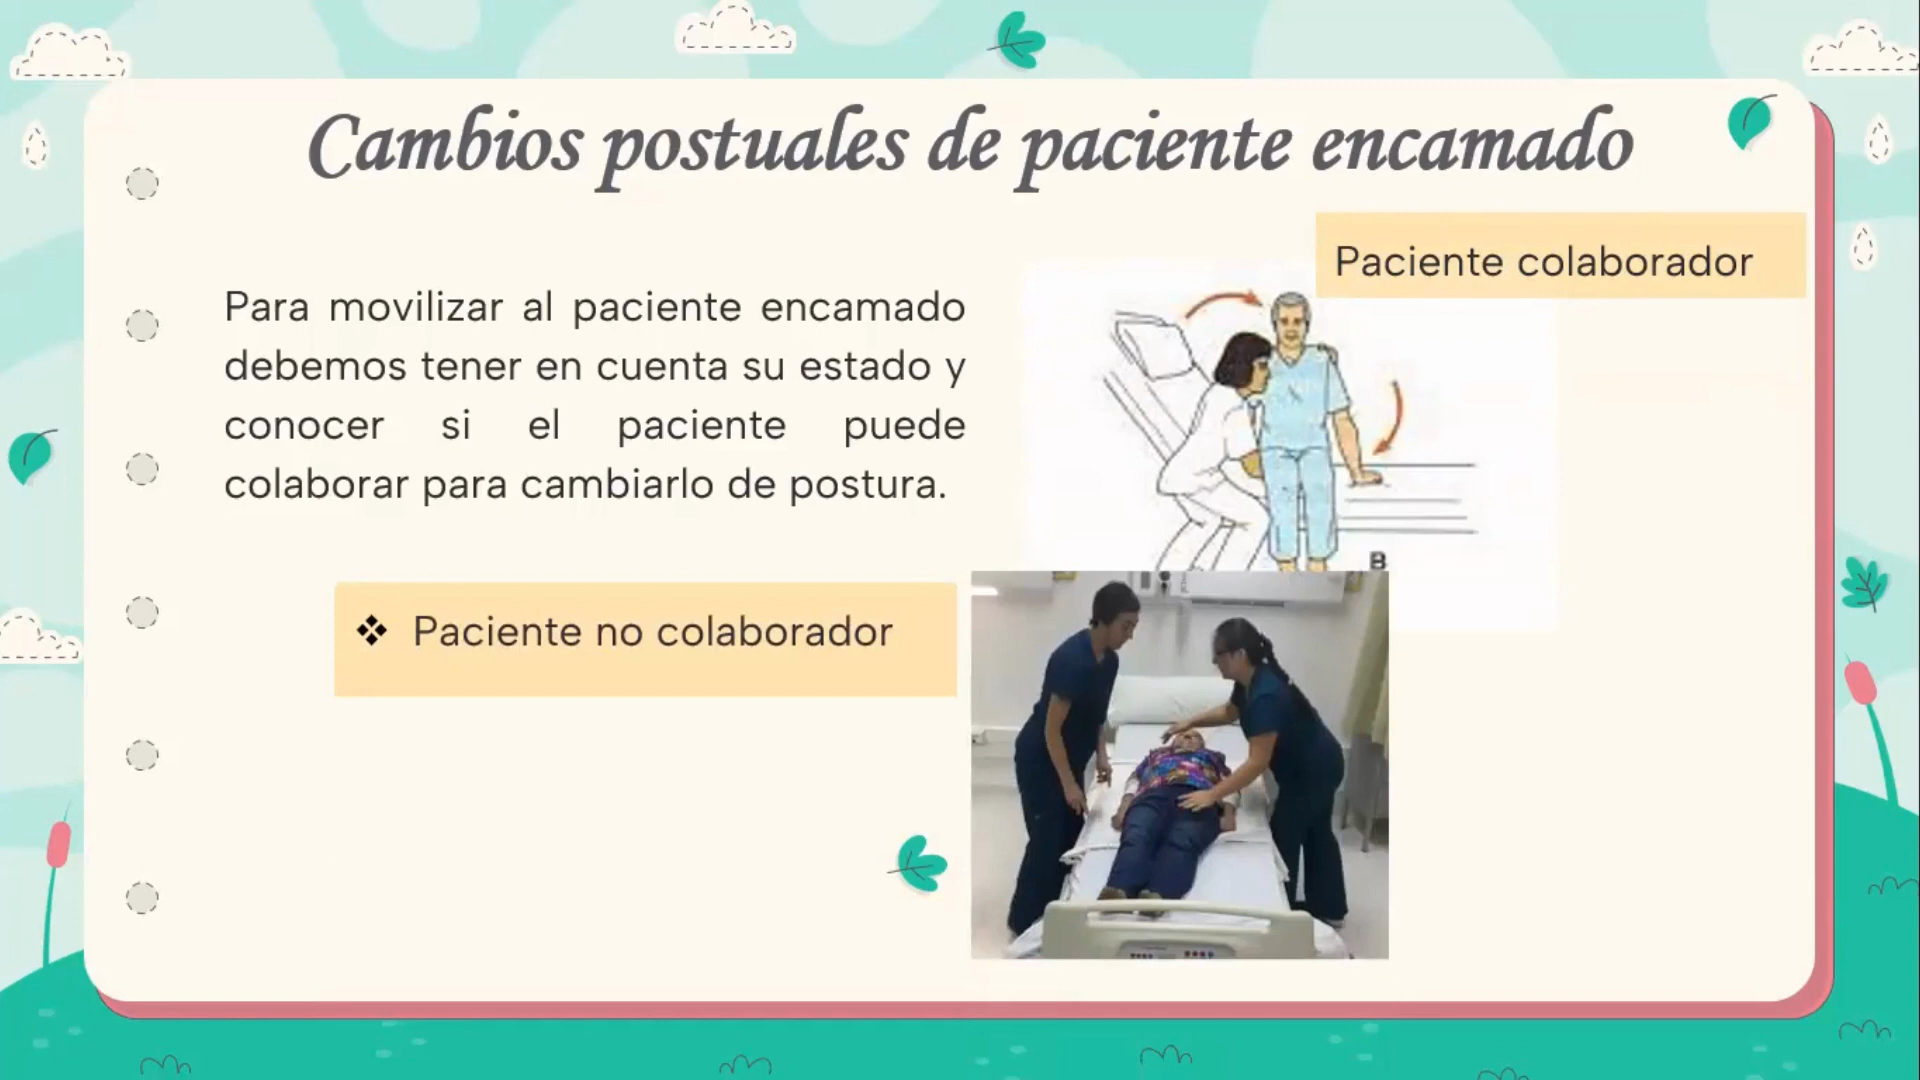 Cambios postuales de paciente encamado
Paciente colaborador
Para movilizar al paciente encamado
debemos tener en cuenta su estado y
conocer si el paciente puede
colaborar para cambiarlo de postura.
B
❖ Paciente no colaborador